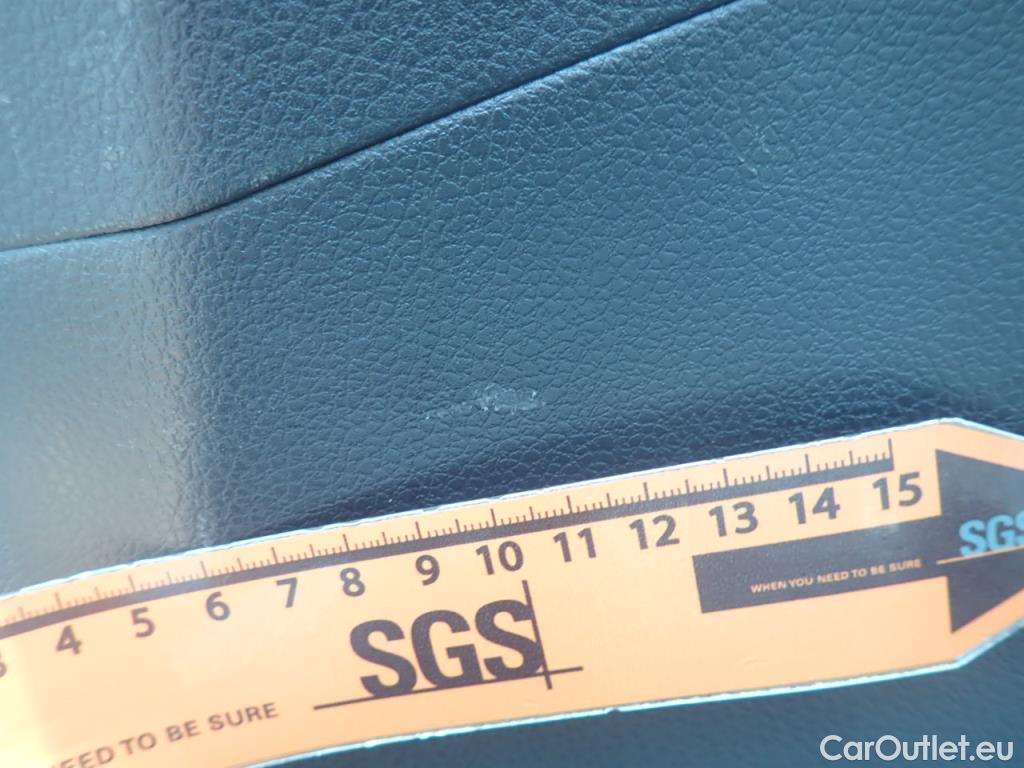 4 5 6 7 8 9 10 11 12 13 14 15
SGS
WHEN YOU NEED TO BE SURE
SGS
TO BE SURE
CarOutlet.eu